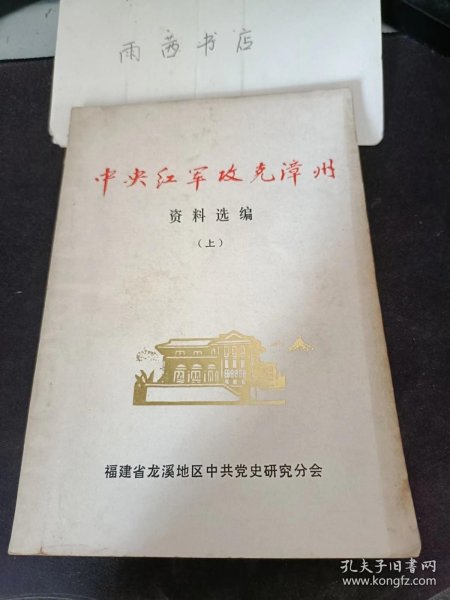 雨茜书店
中央红军攻克漳州
资料选编
（上）
福建省龙溪地区中共党史研究分会
孔夫子旧书网
www.kongfz.com